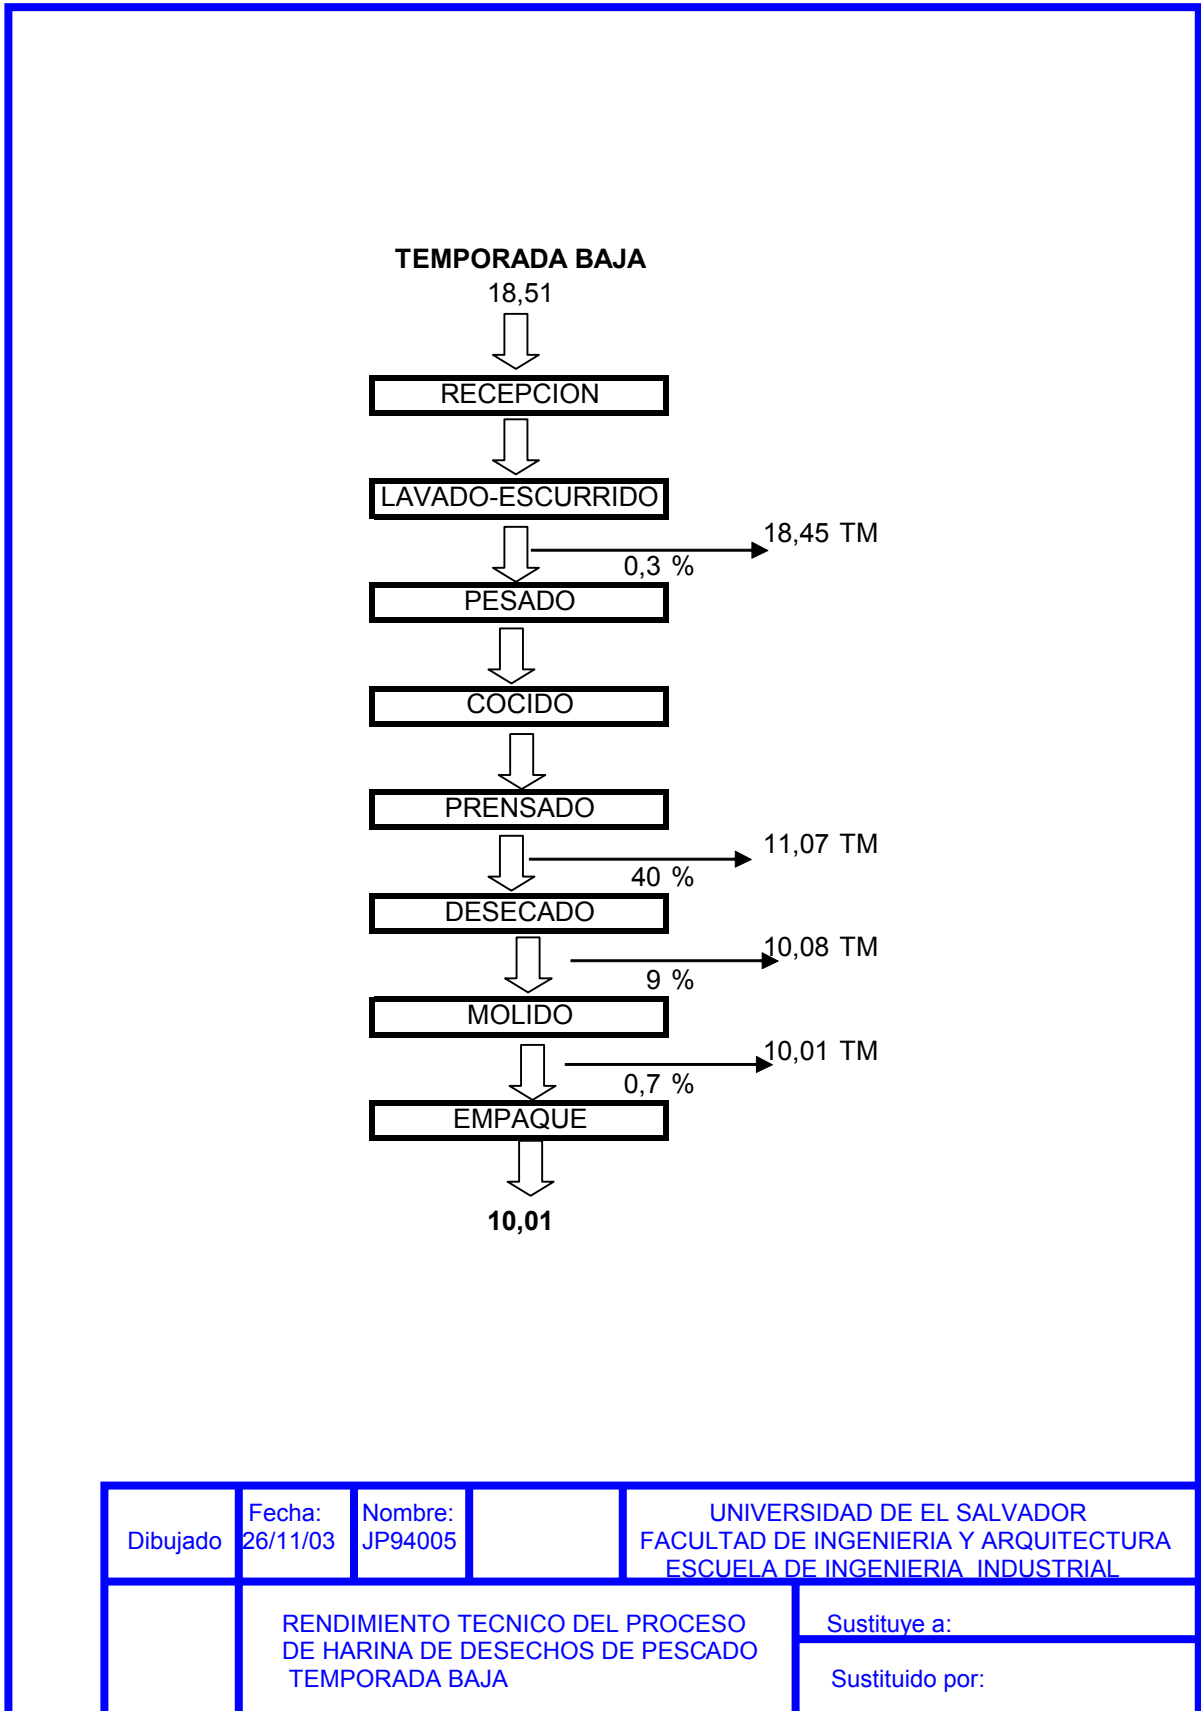 TEMPORADA BAJA
18,51
RECEPCION
LAVADO-ESCURRIDO
18,45 TM
0,3 %
PESADO
COCIDO
PRENSADO
11,07 TM
40 %
DESECADO
10,08 TM
9 %
MOLIDO
10,01 TM
0,7 %
EMPAQUE
10,01
Dibujado
Fecha:
26/11/03
Nombre:
JP94005
UNIVERSIDAD DE EL SALVADOR
FACULTAD DE INGENIERIA Y ARQUITECTURA
ESCUELA DE INGENIERIA INDUSTRIAL
RENDIMIENTO TECNICO DEL PROCESO
DE HARINA DE DESECHOS DE PESCADO
TEMPORADA BAJA
Sustituye a:
Sustituido por: